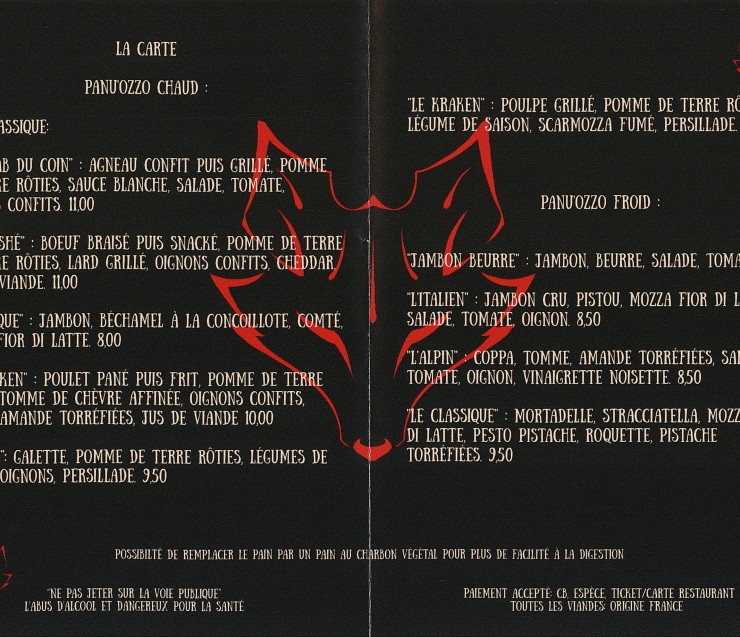 LA CARTE
PANU'OZZO CHAUD :
ASSIQUE:
AB DU COIN" : AGNEAU CONFIT PUIS GRILLÉ, POMME
RE RÔTIES, SAUCE BLANCHE, SALADE, TOMATE,
S CONFITS. 11,00
SHÉ" : BOEUF BRAISÉ PUIS SNACKÉ, POMME DE TERRE
RE RÔTIES, LARD GRILLÉ, OIGNONS CONFITS, CHEDDAR,
VIANDE. 11,00
QUE" : JAMBON, BÉCHAMEL À LA CONCOILLOTE, COMTÉ,
FIOR DI LATTE. 8,00
KEN" : POULET PANÉ PUIS FRIT, POMME DE TERRE
TOMME DE CHÈVRE AFFINÉE, OIGNONS CONFITS,
AMANDE TORRÉFIÉES, JUS DE VIANDE 10,00
": GALETTE, POMME DE TERRE RÔTIES, LÉGUMES DE
OIGNONS, PERSILLADE. 9,50
"LE KRAKEN" : POULPE GRILLÉ, POMME DE TERRE RÔ
LÉGUME DE SAISON, SCARMOZZA FUMÉ, PERSILLADE.
PANU'OZZO FROID :
"JAMBON BEURRE" : JAMBON, BEURRE, SALADE, TOMA
"L'ITALIEN" : JAMBON CRU, PISTOU, MOZZA FIOR DI L
SALADE, TOMATE, OIGNON. 8,50
"L'ALPIN" : COPPA, TOMME, AMANDE TORRÉFIÉES, SAL
TOMATE, OIGNON, VINAIGRETTE NOISETTE. 8,50
"LE CLASSIQUE" : MORTADELLE, STRACCIATELLA, MOZZ
DI LATTE, PESTO PISTACHE, ROQUETTE, PISTACHE
TORRÉFIÉES. 9,50
POSSIBILTÉ DE REMPLACER LE PAIN PAR UN PAIN AU CHARBON VÉGÉTAL POUR PLUS DE FACILITÉ À LA DIGESTION
"NE PAS JETER SUR LA VOIE PUBLIQUE"
L'ABUS D'ALCOOL ET DANGEREUX POUR LA SANTÉ
PAIEMENT ACCEPTÉ: CB, ESPÈCE, TICKET/CARTE RESTAURANT
TOUTES LES VIANDES: ORIGINE FRANCE